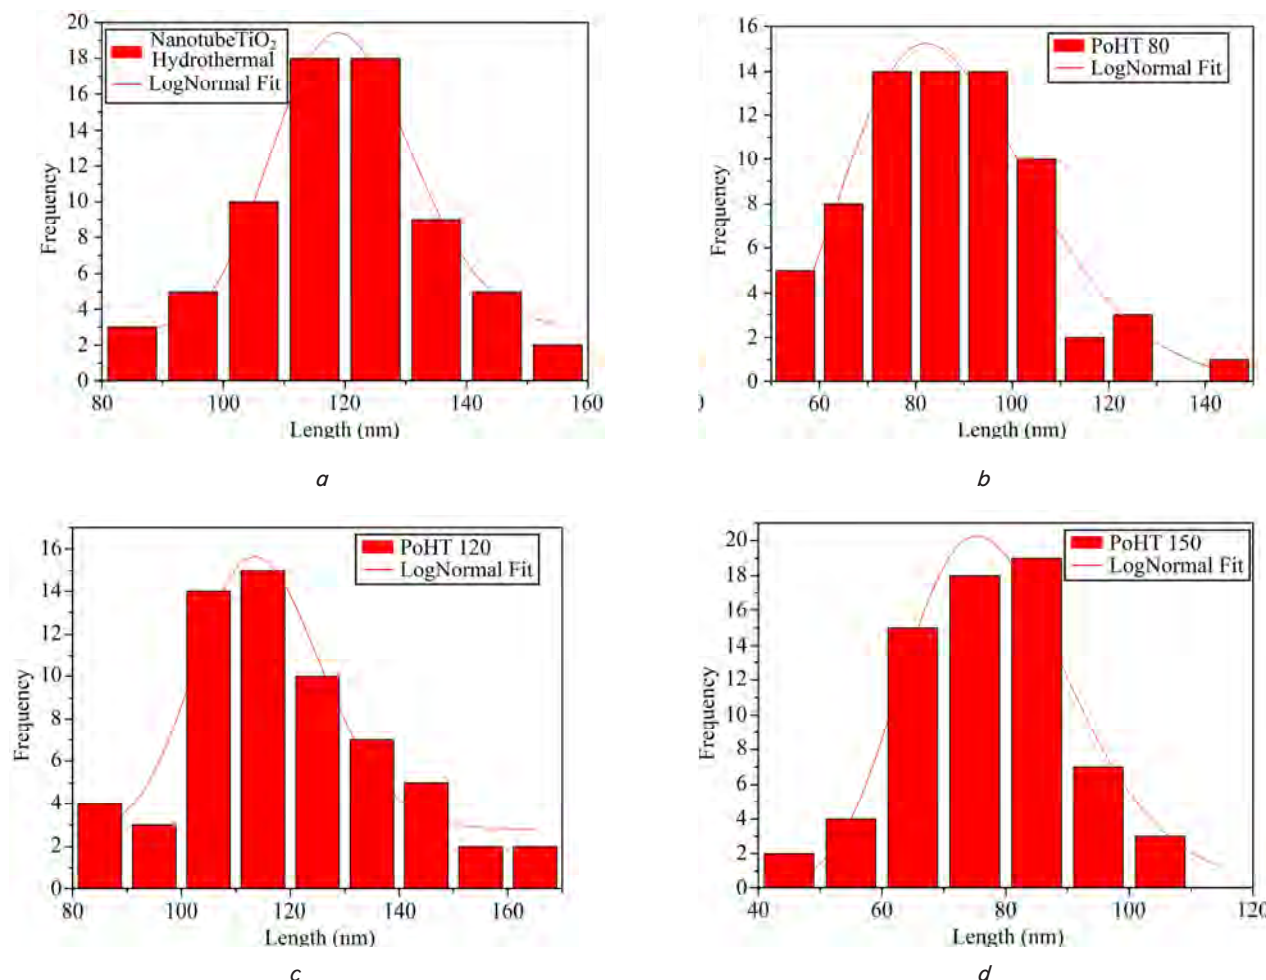 20
18
16
14
12
10
8
6
4
2
0
Frequency
NanotubeTiO₂
Hydrothermal
LogNormal Fit
80 100 120 140 160
Length (nm)
a
16
14
12
10
8
6
4
2
0
Frequency
PoHT 80
LogNormal Fit
60 80 100 120 140
Length (nm)
b
16
14
12
10
8
6
4
2
0
Frequency
PoHT 120
LogNormal Fit
80 100 120 140 160
Length (nm)
c
20
18
16
14
12
10
8
6
4
2
0
Frequency
PoHT 150
LogNormal Fit
40 60 80 100 120
Length (nm)
d